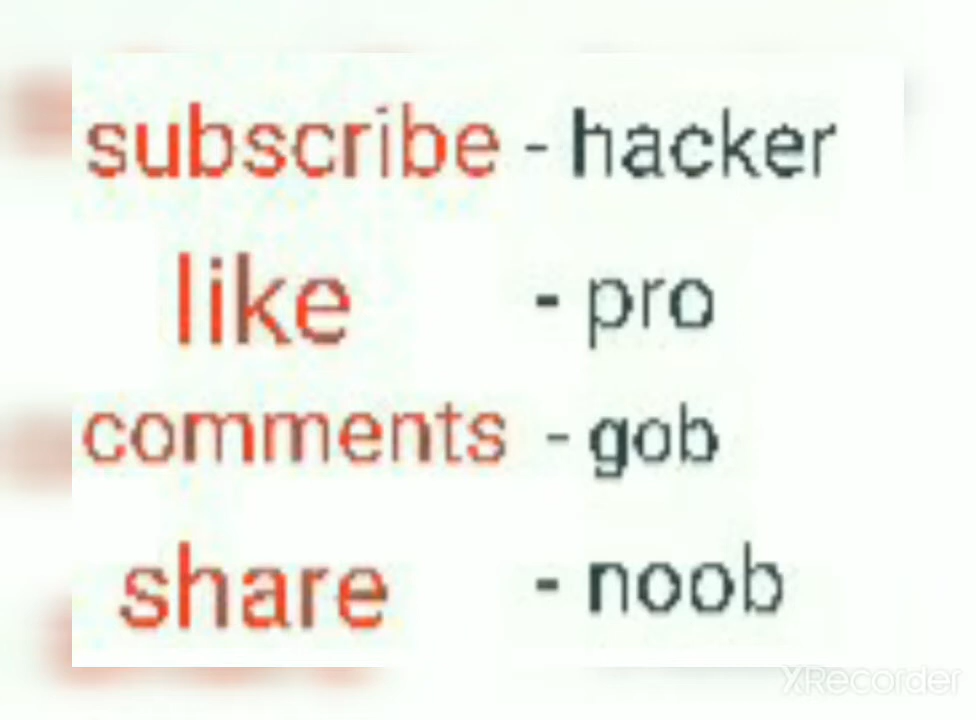 subscribe - hacker
like - pro
comments - gob
share - noob
XRecorder